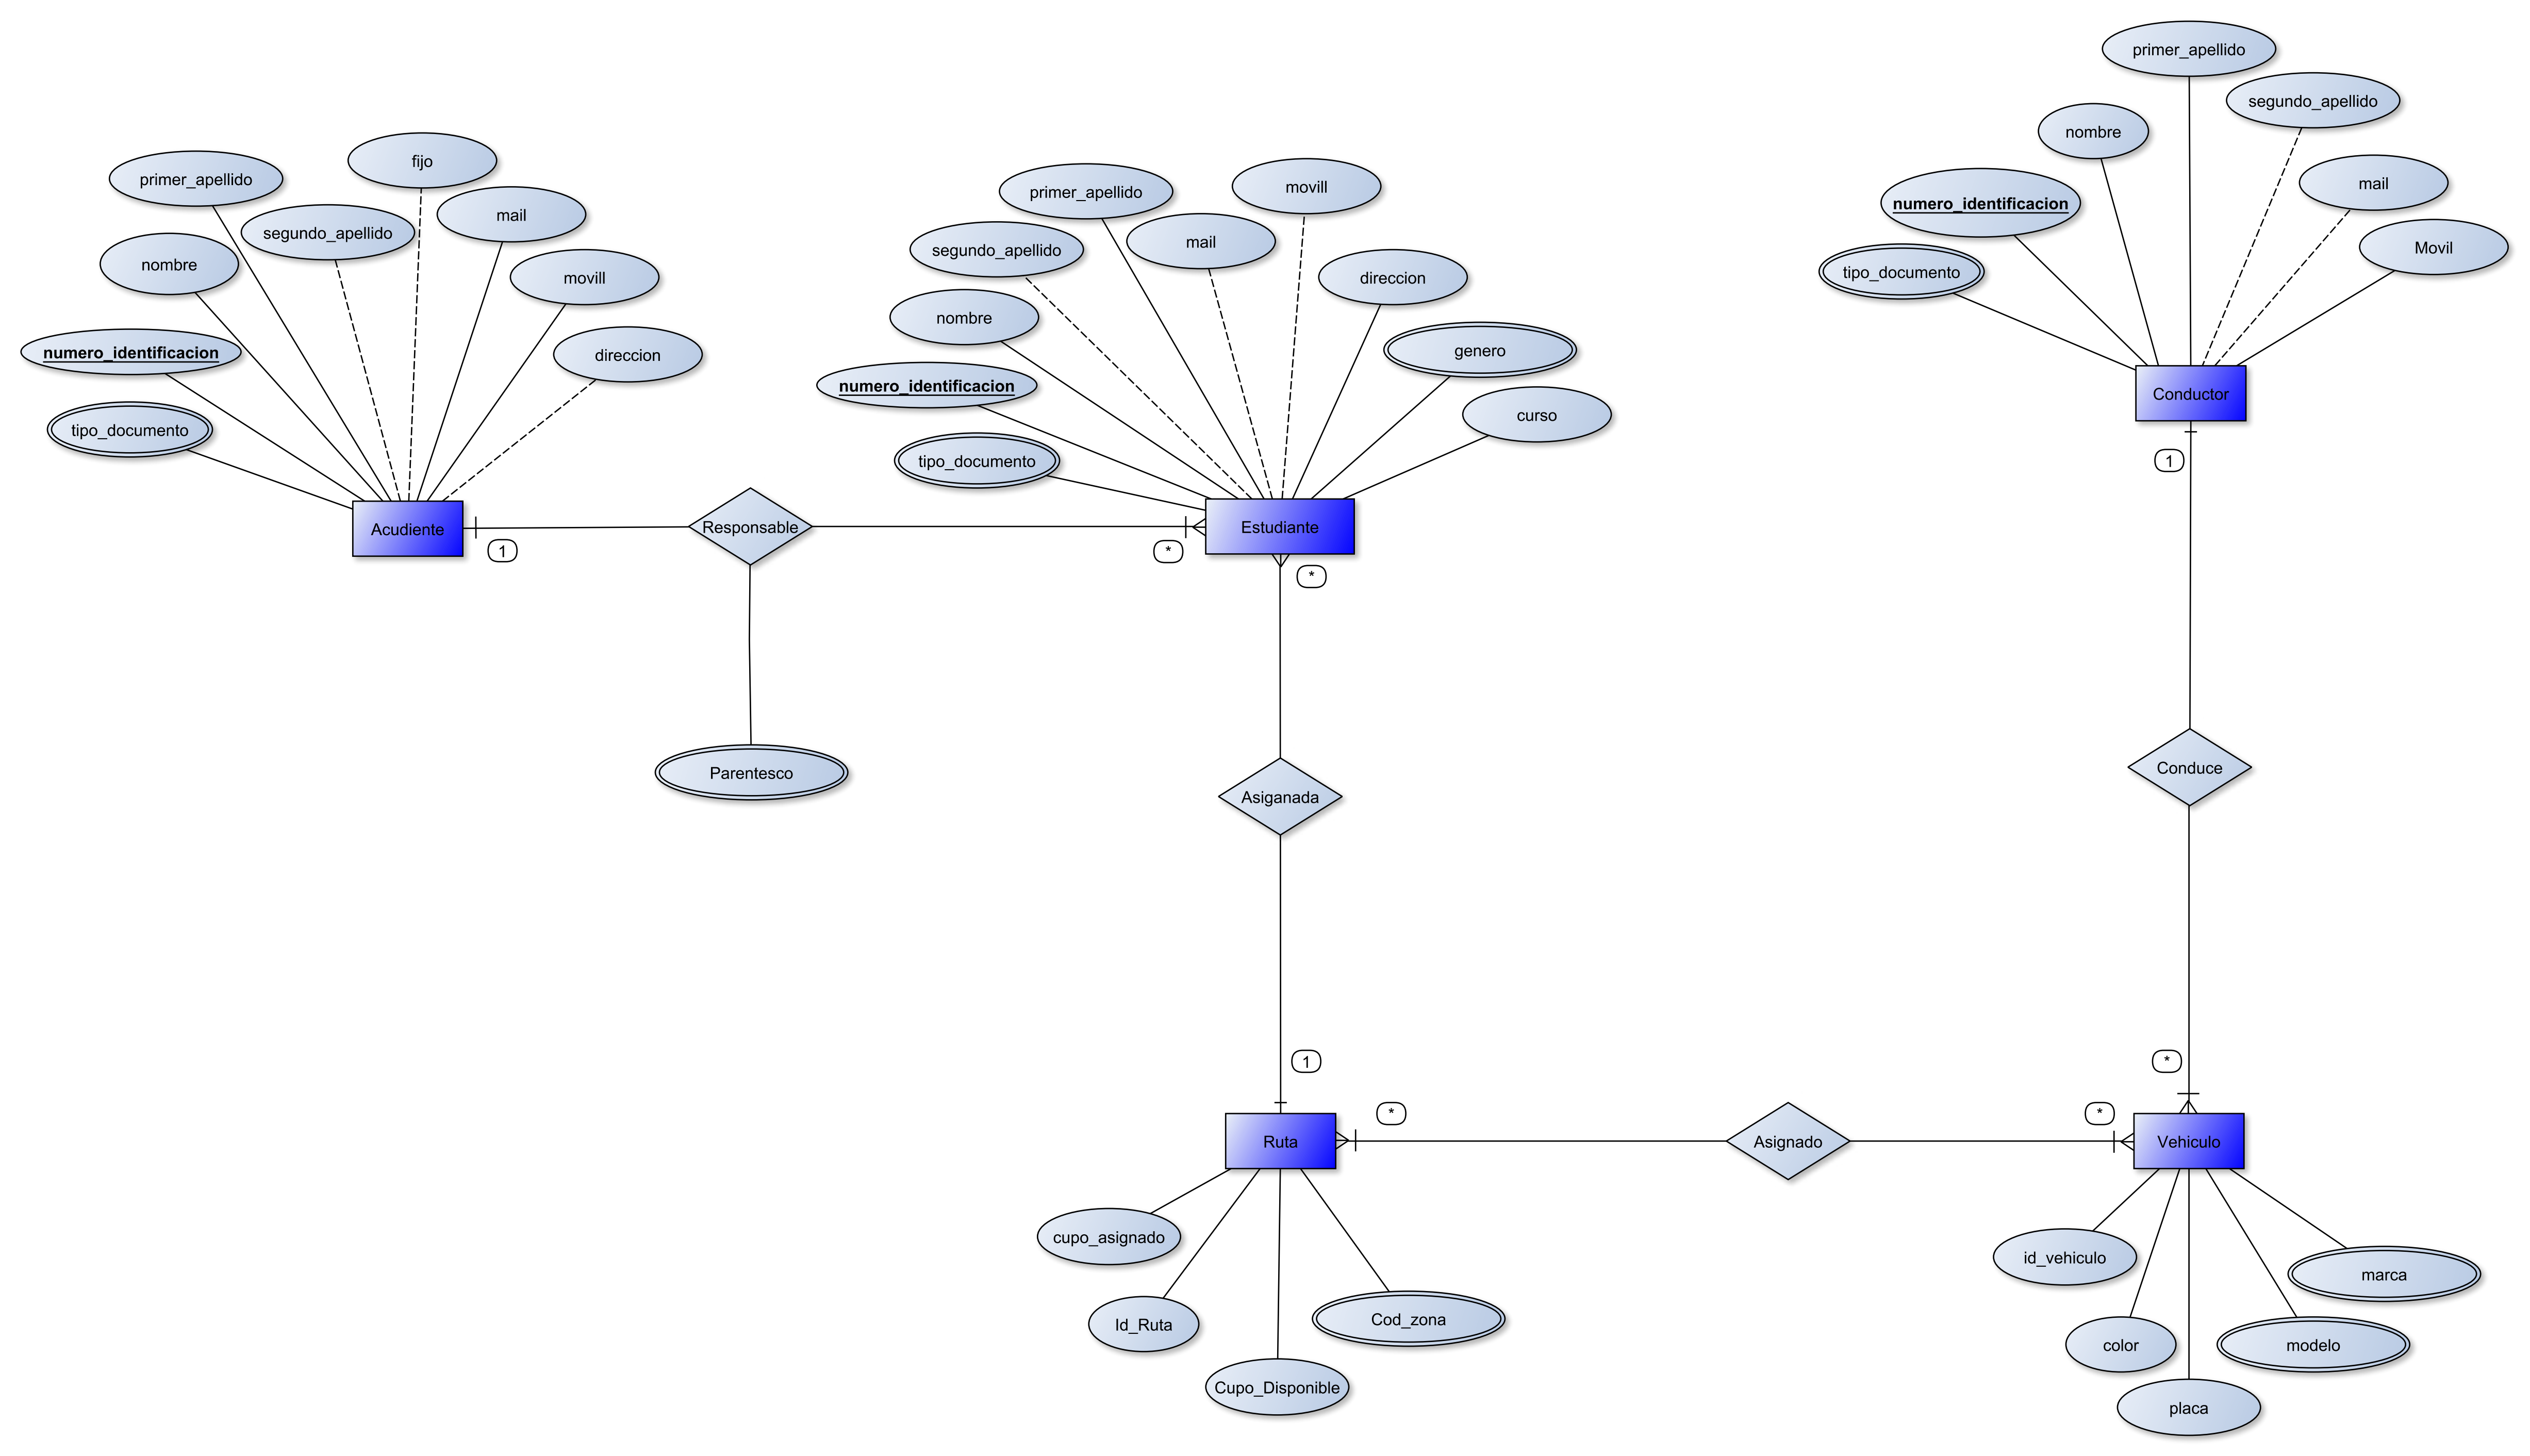 primer_apellido
segundo_apellido
nombre
mail
numero_identificacion
Movil
tipo_documento
Conductor
1
fijo
primer_apellido
mail
segundo_apellido
nombre
movill
numero_identificacion
direccion
tipo_documento
Acudiente
1
Responsable
Parentesco
movill
primer_apellido
mail
segundo_apellido
direccion
nombre
genero
numero_identificacion
curso
tipo_documento
Estudiante
*
*
Asiganada
Conduce
1
*
Ruta
*
Asignado
*
Vehiculo
cupo_asignado
Id_Ruta
Cod_zona
Cupo_Disponible
id_vehiculo
marca
color
modelo
placa